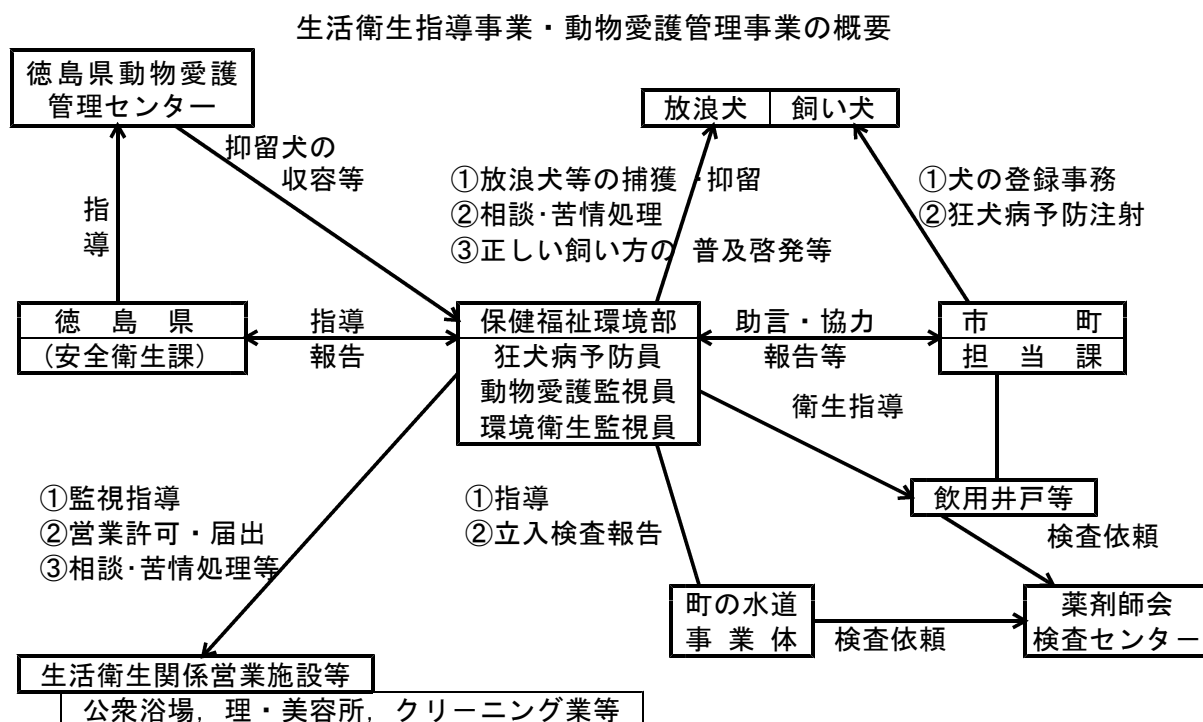 生活衛生指導事業・動物愛護管理事業の概要
徳島県動物愛護
管理センター
放浪犬 飼い犬
抑留犬の
収容等
①放浪犬等の捕獲・抑留
②相談･苦情処理
③正しい飼い方の 普及啓発等
①犬の登録事務
②狂犬病予防注射
指
導
徳島県
(安全衛生課)
指導
報告
保健福祉環境部
狂犬病予防員
動物愛護監視員
環境衛生監視員
助言・協力
報告等
市町
担当課
衛生指導
①監視指導
②営業許可・届出
③相談･苦情処理等
①指導
②立入検査報告
飲用井戸等
検査依頼
町の水道
事業体
検査依頼
薬剤師会
検査センター
生活衛生関係営業施設等
公衆浴場，理・美容所，クリーニング業等